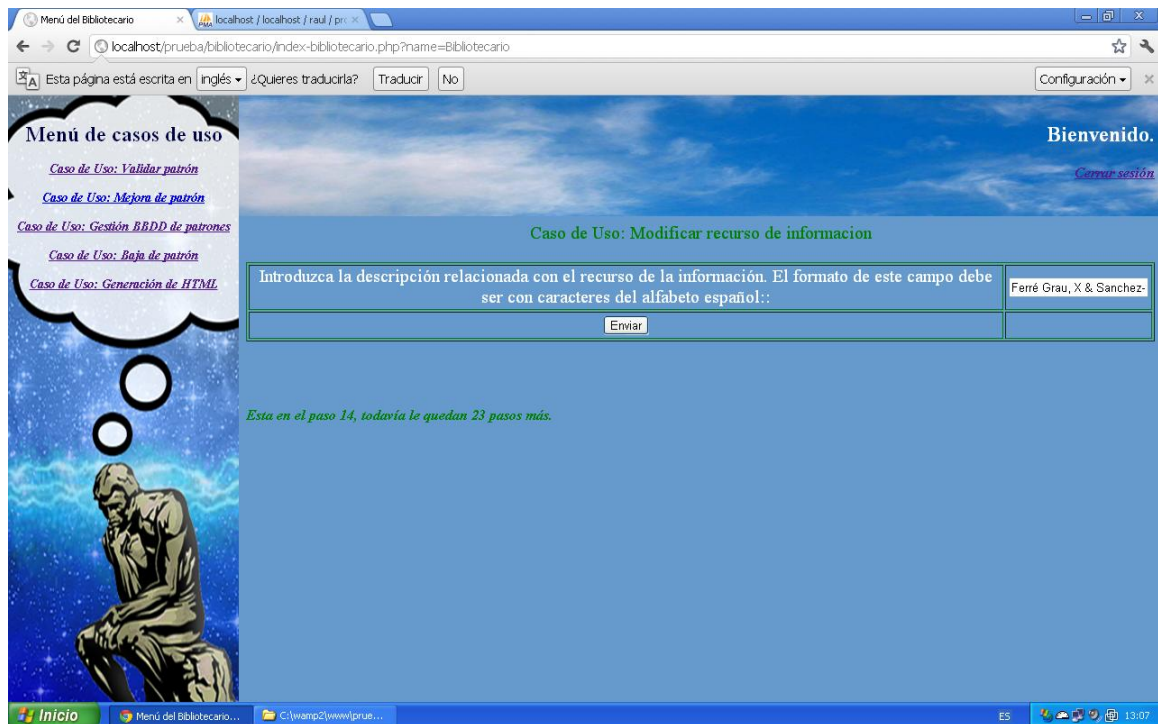 Menú del Bibliotecario
localhost / localhost / raul / pro
localhost/prueba/bibliotecario/index-bibliotecario.php?name=Bibliotecario
Esta página está escrita en inglés ¿Quieres traducirla? Traducir No Configuración
Menú de casos de uso
Caso de Uso: Validar patrón
Caso de Uso: Mejora de patrón
Caso de Uso: Gestión BBDD de patrones
Caso de Uso: Baja de patrón
Caso de Uso: Generación de HTML
Bienvenido.
Cerrar sesión
Caso de Uso: Modificar recurso de informacion
Introduzca la descripción relacionada con el recurso de la información. El formato de este campo debe
ser con caracteres del alfabeto español::
Ferré Grau, X & Sanchez-
Enviar
Esta en el paso 14, todavía le quedan 23 pasos más.
Inicio
Menú del Bibliotecario...
C:\wamp2\www\prue...
ES
13:07